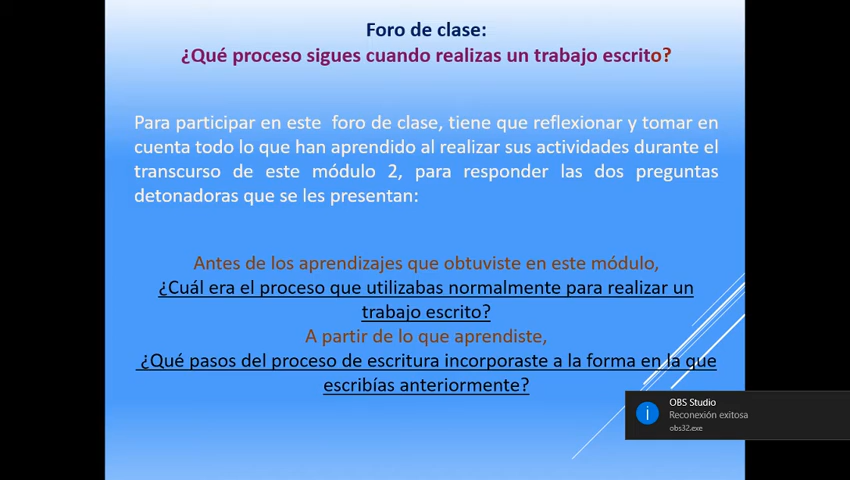 Foro de clase:
¿Qué proceso sigues cuando realizas un trabajo escrito?
Para participar en este foro de clase, tiene que reflexionar y tomar en
cuenta todo lo que han aprendido al realizar sus actividades durante el
transcurso de este módulo 2, para responder las dos preguntas
detonadoras que se les presentan:
Antes de los aprendizajes que obtuviste en este módulo,
¿Cuál era el proceso que utilizabas normalmente para realizar un
trabajo escrito?
A partir de lo que aprendiste,
¿Qué pasos del proceso de escritura incorporaste a la forma en la que
escribías anteriormente?
OBS Studio
Reconexión exitosa
obs32.exe